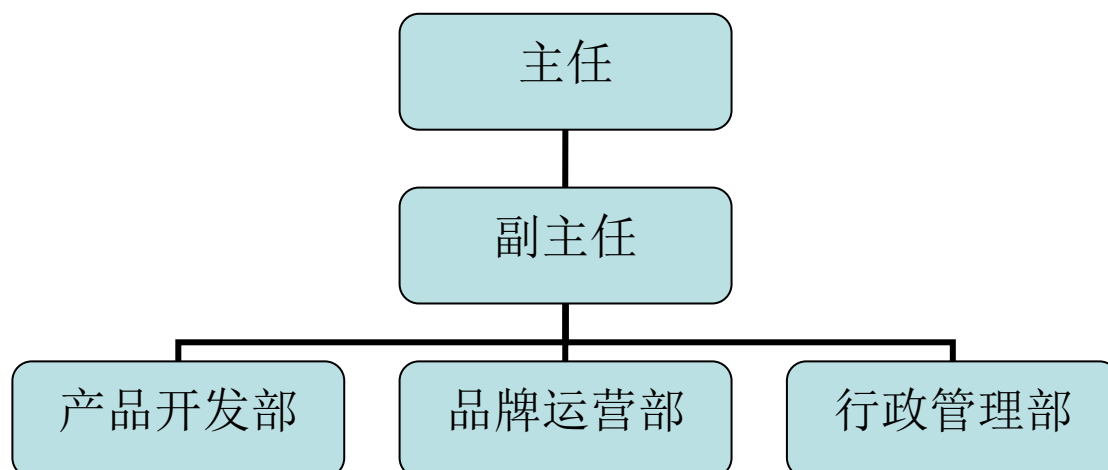 主任
副主任
产品开发部
品牌运营部
行政管理部